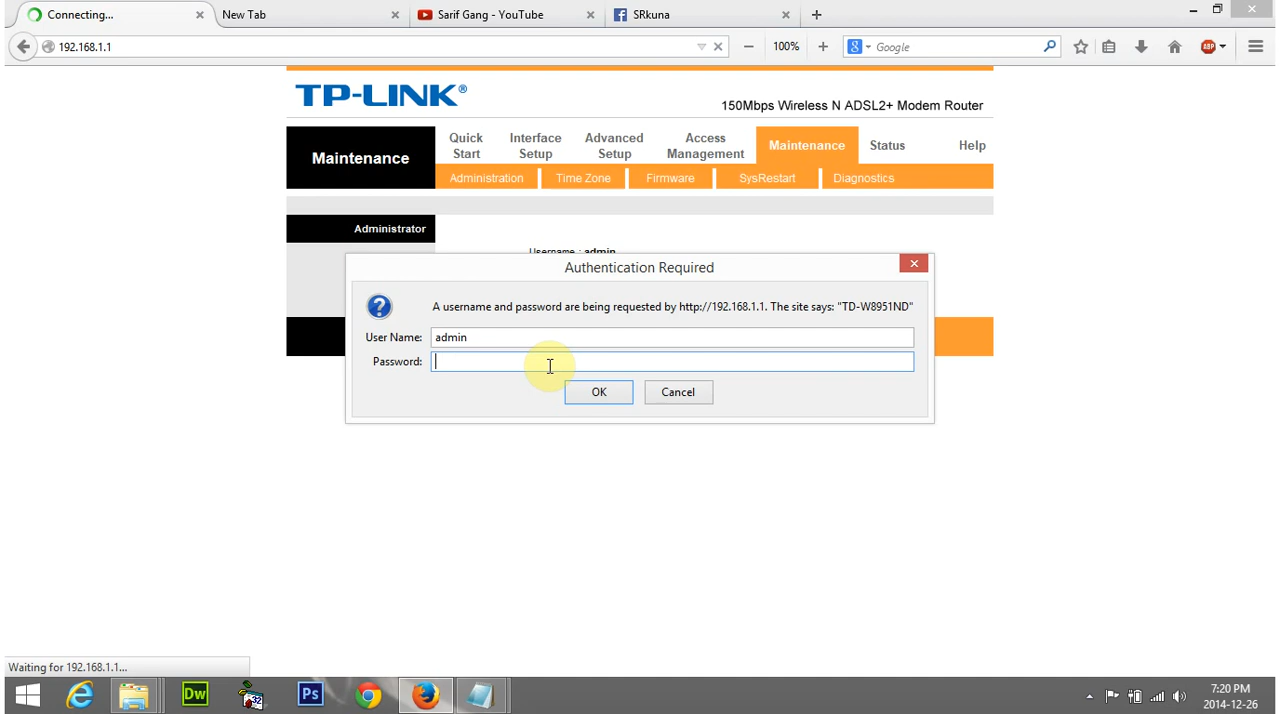 Connecting...
New Tab
Sarif Gang - YouTube
SRkuna
192.168.1.1
100%
Google
ABP
TP-LINK®
150Mbps Wireless N ADSL2+ Modem Router
Maintenance
Quick Start
Interface Setup
Advanced Setup
Access Management
Maintenance
Status
Help
Administration
Time Zone
Firmware
SysRestart
Diagnostics
Administrator
Username : admin
Authentication Required
A username and password are being requested by http://192.168.1.1. The site says: "TD-W8951ND"
User Name: admin
Password:
OK
Cancel
Waiting for 192.168.1.1...
Dw
32
Ps
7:20 PM
2014-12-26